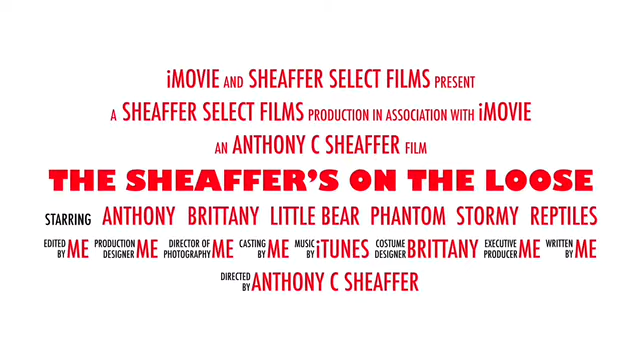 iMOVIE AND SHEAFFER SELECT FILMS PRESENT
A SHEAFFER SELECT FILMS PRODUCTION IN ASSOCIATION WITH iMOVIE
AN ANTHONY C SHEAFFER FILM
THE SHEAFFER'S ON THE LOOSE
STARRING ANTHONY BRITTANY LITTLE BEAR PHANTOM STORMY REPTILES
EDITED BY ME PRODUCTION DESIGNER ME DIRECTOR OF PHOTOGRAPHY ME CASTING BY ME MUSIC BY iTUNES COSTUME DESIGNER BRITTANY EXECUTIVE PRODUCER ME WRITTEN BY ME
DIRECTED BY ANTHONY C SHEAFFER